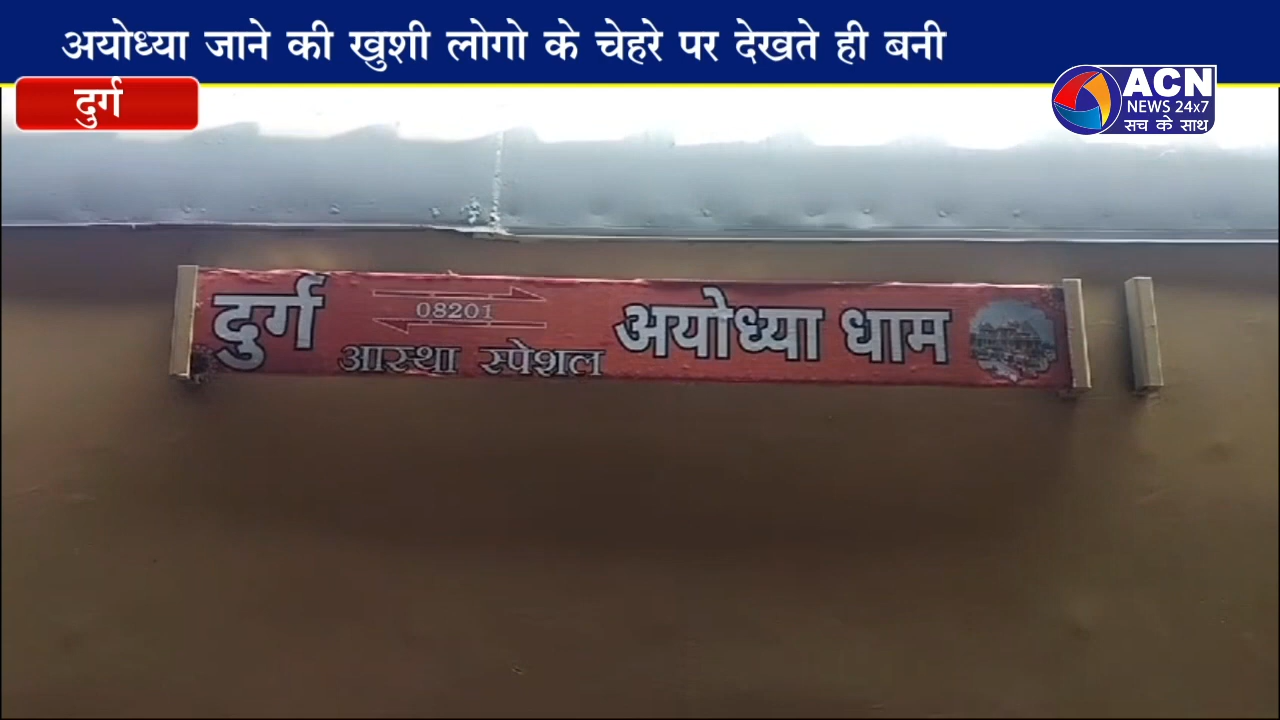 अयोध्या जाने की खुशी लोगो के चेहरे पर देखते ही बनी
दुर्ग
ACN
NEWS 24x7
सच के साथ
दुर्ग
08201
आस्था स्पेशल
अयोध्या धाम